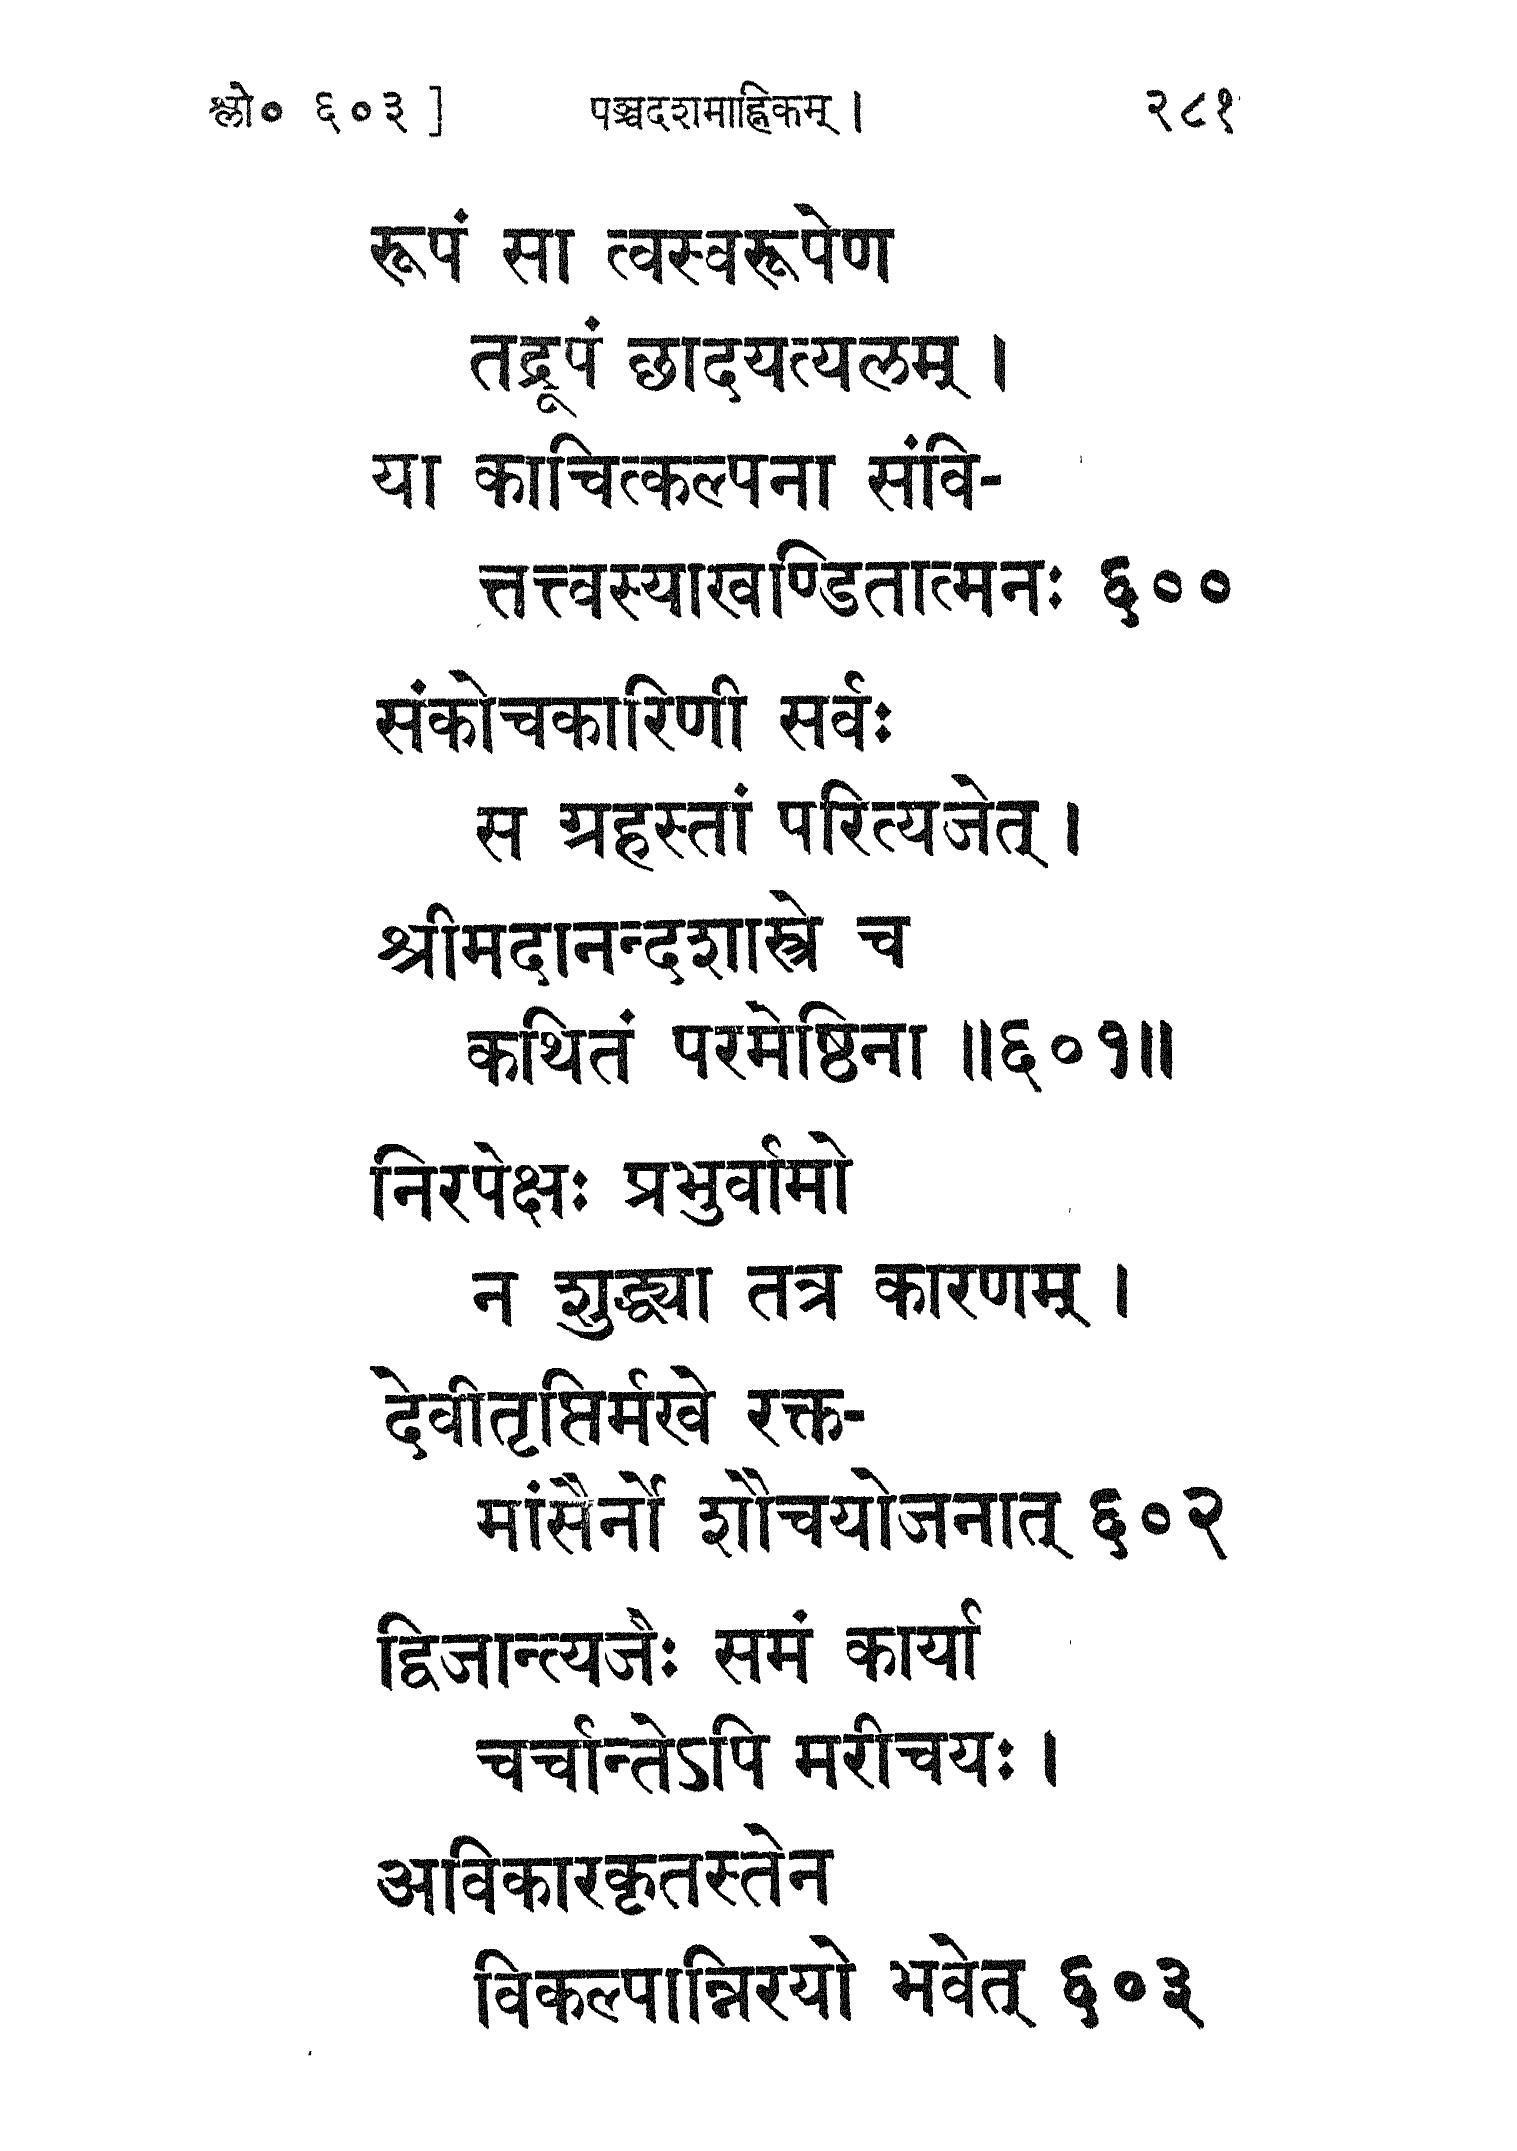 श्लो० ६०३ ] पञ्चदशमाह्निकम् । २८१
रूपं सा त्वस्वरूपेण
तद्रूपं छादयत्यलम् ।
या काचित्कल्पना संवि-
त्तत्त्वस्याखण्डितात्मनः ६००
संकोचकारिणी सर्वः
स ग्रहस्तां परित्यजेत् ।
श्रीमदानन्दशास्त्रे च
कथितं परमेष्ठिना ॥६०१॥
निरपेक्षः प्रभुर्वामो
न शुद्ध्या तत्र कारणम् ।
देवीतृप्तिर्मखे रक्त-
मांसैर्नो शौचयोजनात् ६०२
द्विजान्त्यजैः समं कार्या
चर्चान्तेऽपि मरीचयः ।
अविकारकृतस्तेन
विकल्पान्निरयो भवेत् ६०३